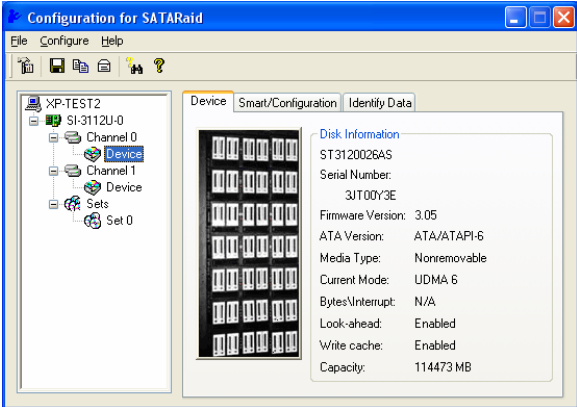 Configuration for SATARaid
File Configure Help
XP-TEST2
SI-3112U-0
Channel 0
Device
Channel 1
Device
Sets
Set 0
Device Smart/Configuration Identify Data
Disk Information
ST3120026AS
Serial Number:
3JT00Y3E
Firmware Version: 3.05
ATA Version: ATA/ATAPI-6
Media Type: Nonremovable
Current Mode: UDMA 6
Bytes\Interrupt: N/A
Look-ahead: Enabled
Write cache: Enabled
Capacity: 114473 MB